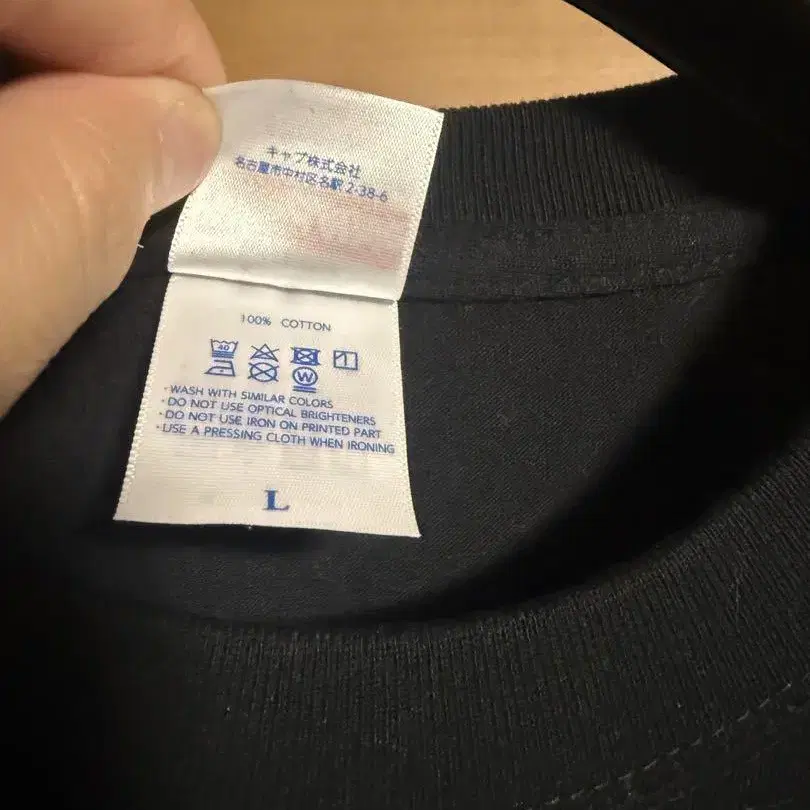 キャブ株式会社
名古屋市中村区名駅 2-38-6
100% COTTON
40
W
・WASH WITH SIMILAR COLORS
・DO NOT USE OPTICAL BRIGHTENERS
・DO NOT USE IRON ON PRINTED PART
・USE A PRESSING CLOTH WHEN IRONING
L